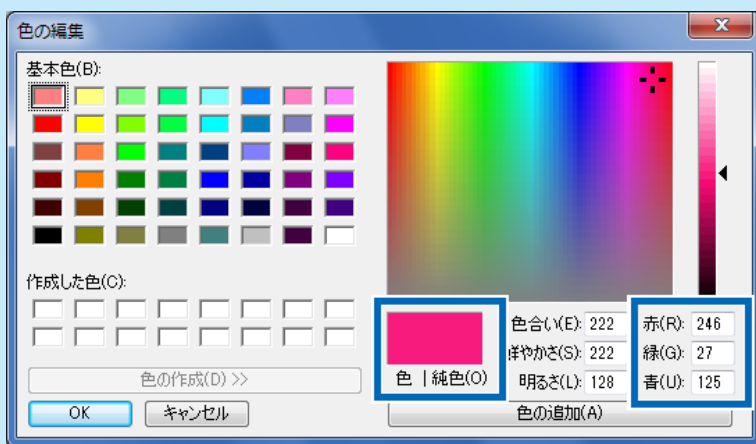 色の編集
基本色(B):
作成した色(C):
色の作成(D) >>
OK
キャンセル
色 | 純色(O)
色合い(E): 222
鮮やかさ(S): 222
明るさ(L): 128
赤(R): 246
緑(G): 27
青(U): 125
色の追加(A)